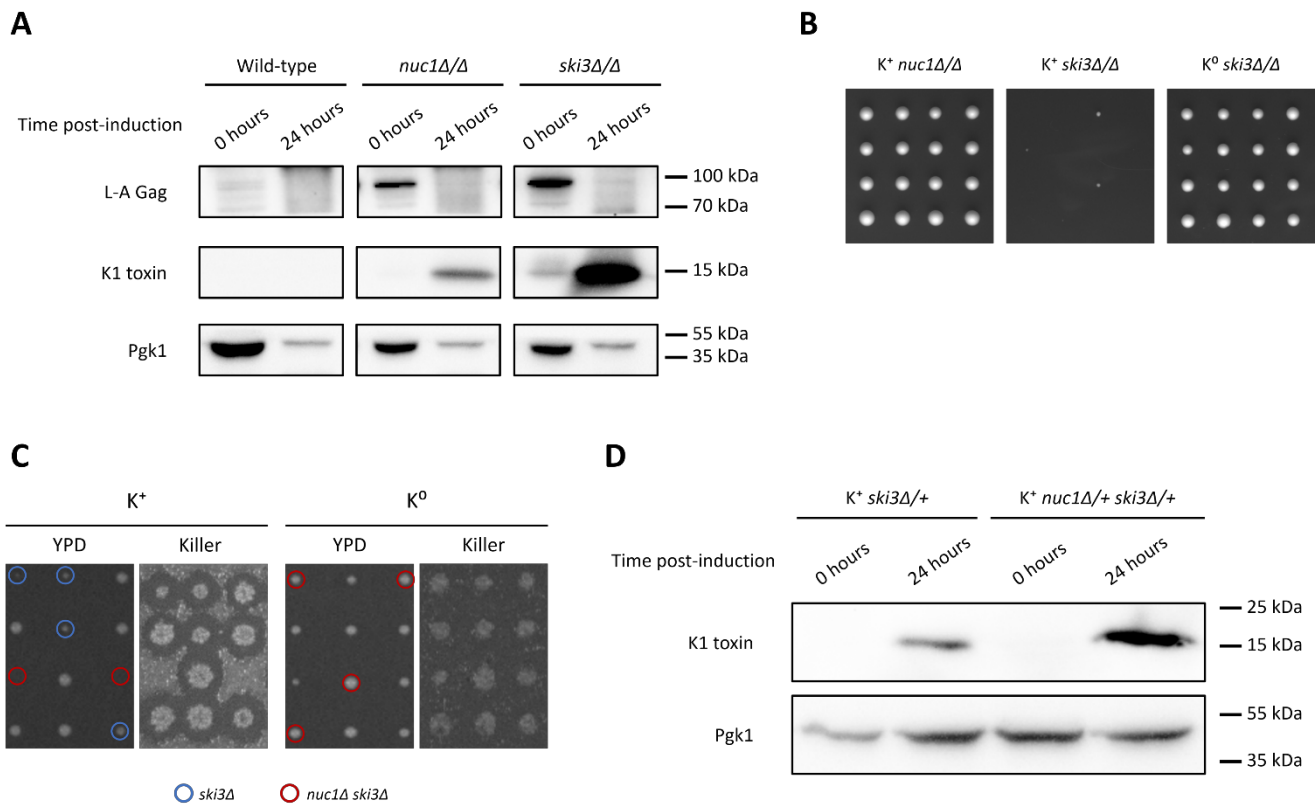 A
Wild-type nuc1Δ/Δ ski3Δ/Δ
Time post-induction 0 hours 24 hours 0 hours 24 hours 0 hours 24 hours
L-A Gag 100 kDa
70 kDa
K1 toxin 15 kDa
Pgk1 55 kDa
35 kDa
B
K⁺ nuc1Δ/Δ K⁺ ski3Δ/Δ K⁰ ski3Δ/Δ
C
K⁺ K⁰
YPD Killer YPD Killer
ski3Δ nuc1Δ ski3Δ
D
K⁺ ski3Δ/+ K⁺ nuc1Δ/+ ski3Δ/+
Time post-induction 0 hours 24 hours 0 hours 24 hours
25 kDa
K1 toxin 15 kDa
55 kDa
Pgk1
35 kDa